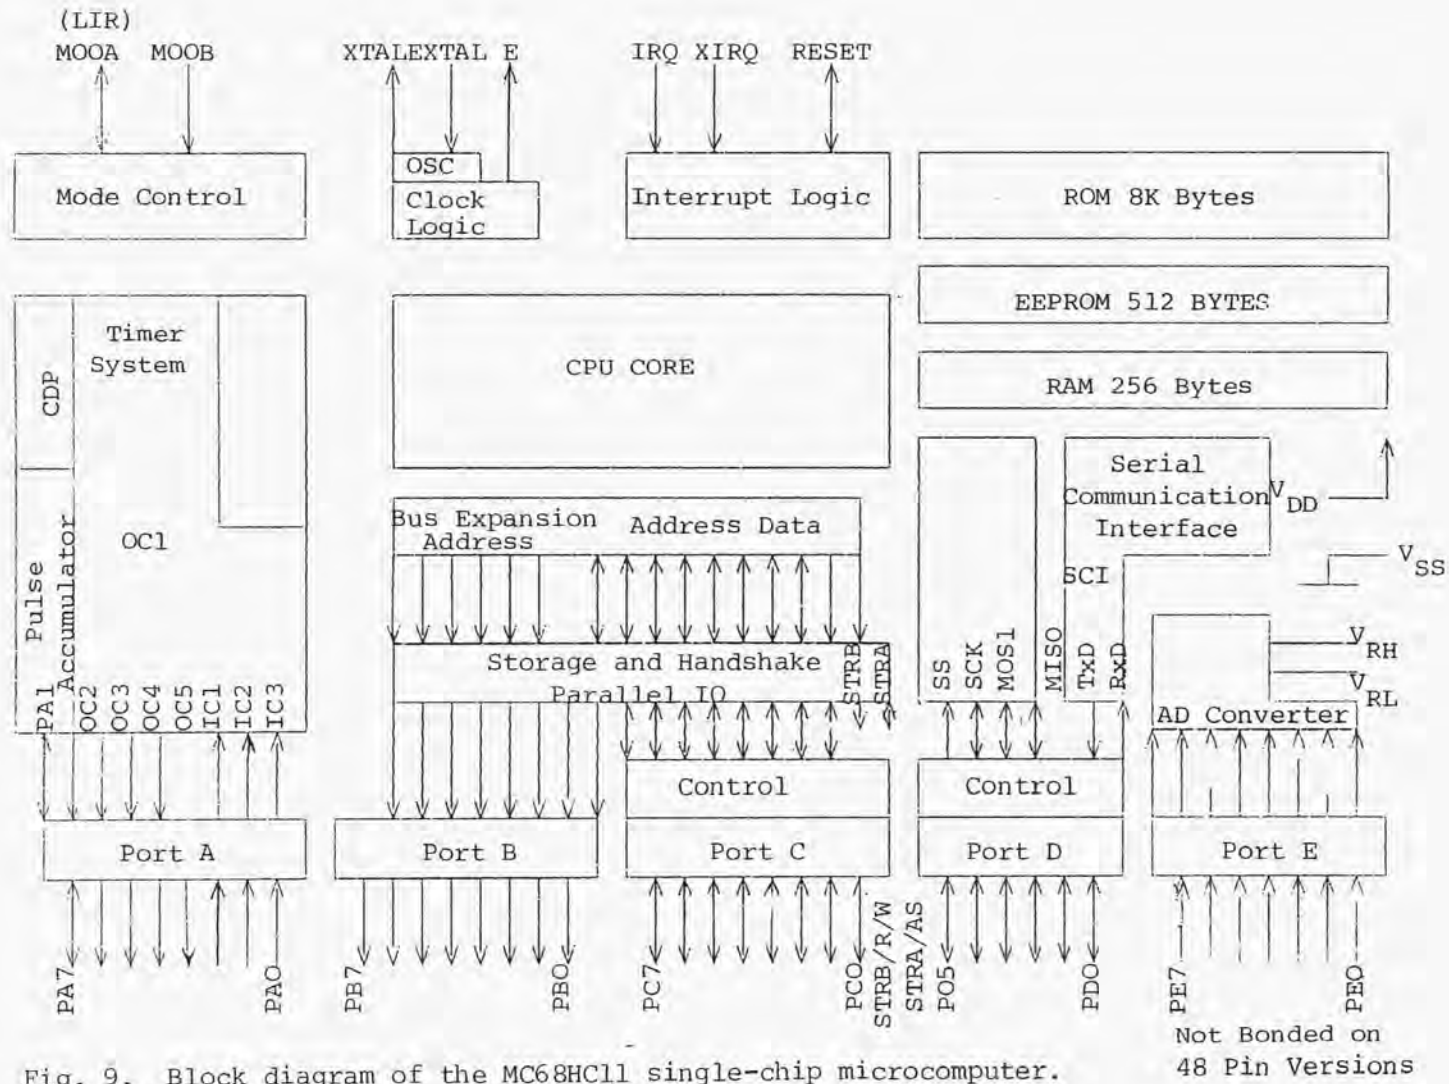 (LIR)
MOOA MOOB XTALEXTAL E IRQ XIRQ RESET
Mode Control
OSC
Clock
Logic
Interrupt Logic
ROM 8K Bytes
EEPROM 512 BYTES
RAM 256 Bytes
Timer
System
CDP
CPU CORE
Pulse
Accumulator
OC1
PA1
OC2
OC3
OC4
OC5
IC1
IC2
IC3
Bus Expansion
Address
Address Data
Storage and Handshake
Parallel IO
STRB
STRA
SS
SCK
MOS1
MISO
TxD
RxD
Serial
Communication
Interface
SCI
VDD
VSS
VRH
VRL
AD Converter
Control
Control
Port A
Port B
Port C
Port D
Port E
PA7
PAO
PB7
PBO
PC7
PCO
STRB/R/W
STRA/AS
PO5
PDO
PE7
PEO
Not Bonded on
48 Pin Versions
Fig. 9. Block diagram of the MC68HC11 single-chip microcomputer.